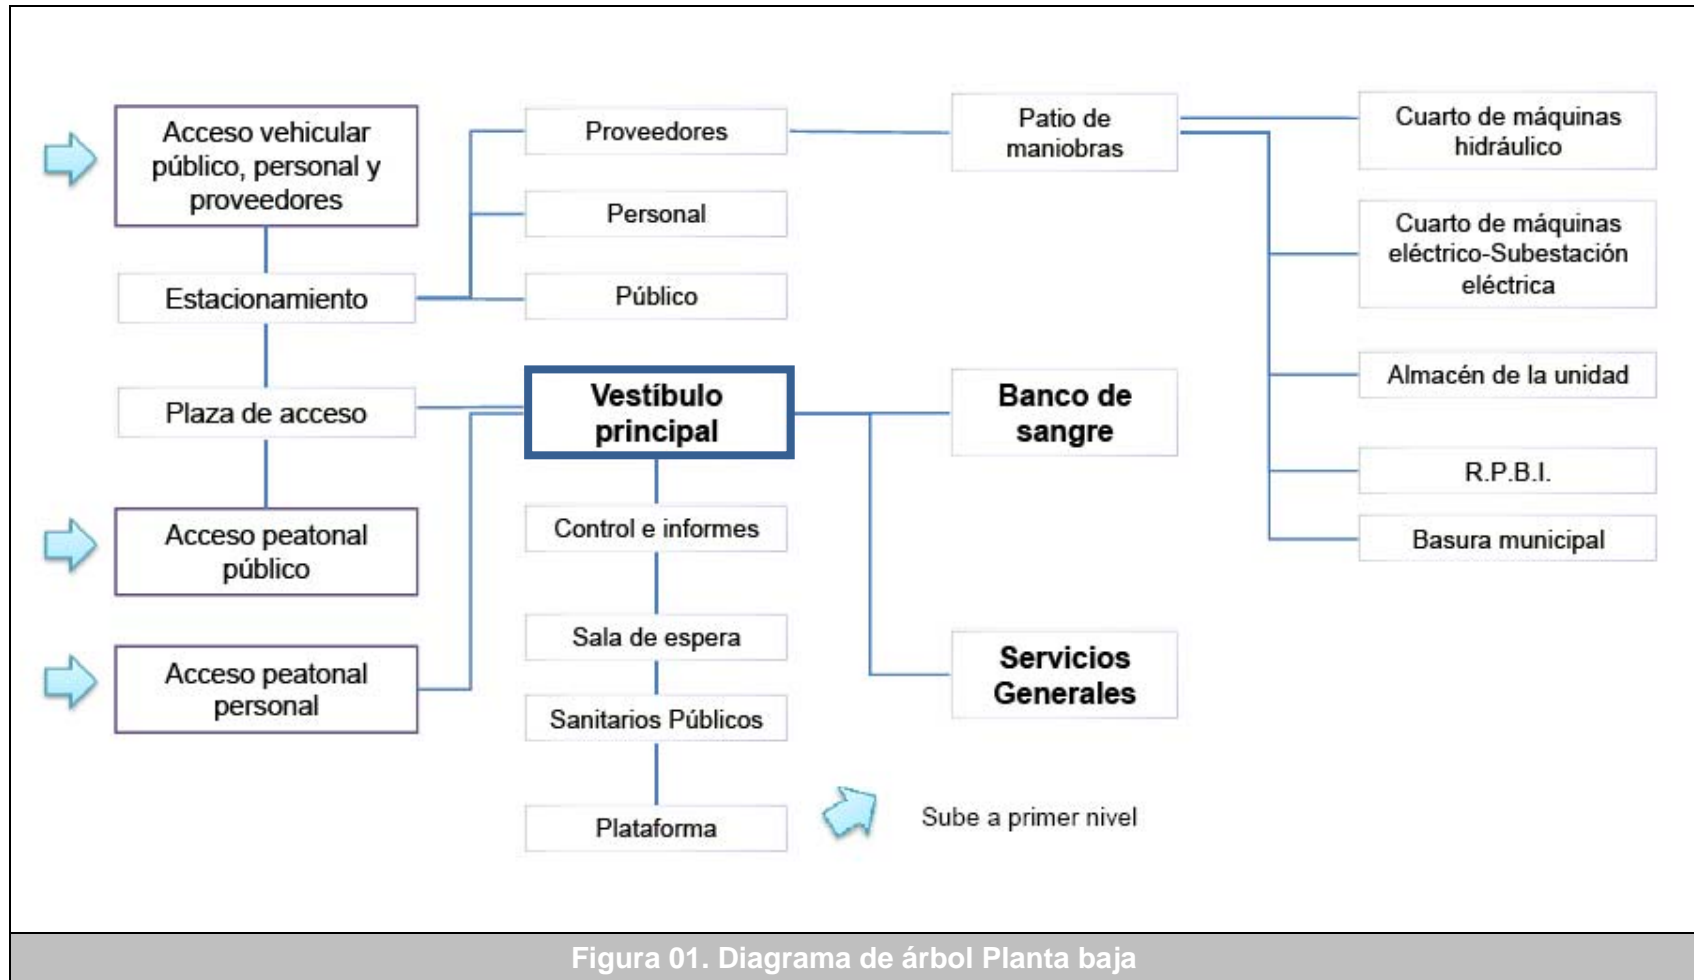 Acceso vehicular
público, personal y
proveedores
Estacionamiento
Plaza de acceso
Acceso peatonal
público
Acceso peatonal
personal
Proveedores
Personal
Público
Vestíbulo
principal
Control e informes
Sala de espera
Sanitarios Públicos
Plataforma
Patio de
maniobras
Banco de
sangre
Servicios
Generales
Sube a primer nivel
Cuarto de máquinas
hidráulico
Cuarto de máquinas
eléctrico-Subestación
eléctrica
Almacén de la unidad
R.P.B.I.
Basura municipal
Figura 01. Diagrama de árbol Planta baja